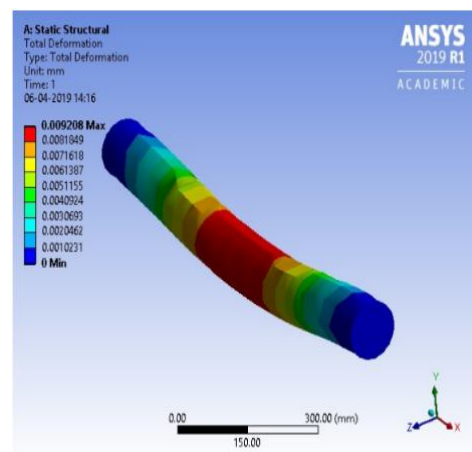 A: Static Structural
Total Deformation
Type: Total Deformation
Unit: mm
Time: 1
06-04-2019 14:16
ANSYS
2019 R1
ACADEMIC
0.009208 Max
0.0081849
0.0071618
0.0061387
0.0051155
0.0040924
0.0030693
0.0020462
0.0010231
0 Min
0.00
300.00 (mm)
150.00
Y
Z
X